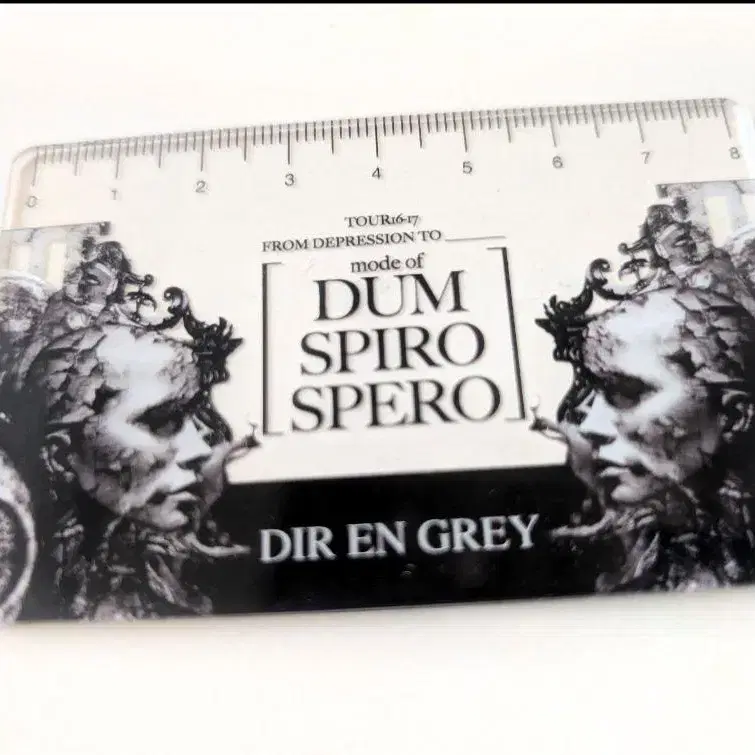 0 1 2 3 4 5 6 7 8
TOUR16-17
FROM DEPRESSION TO ________
mode of
DUM
SPIRO
SPERO
DIR EN GREY